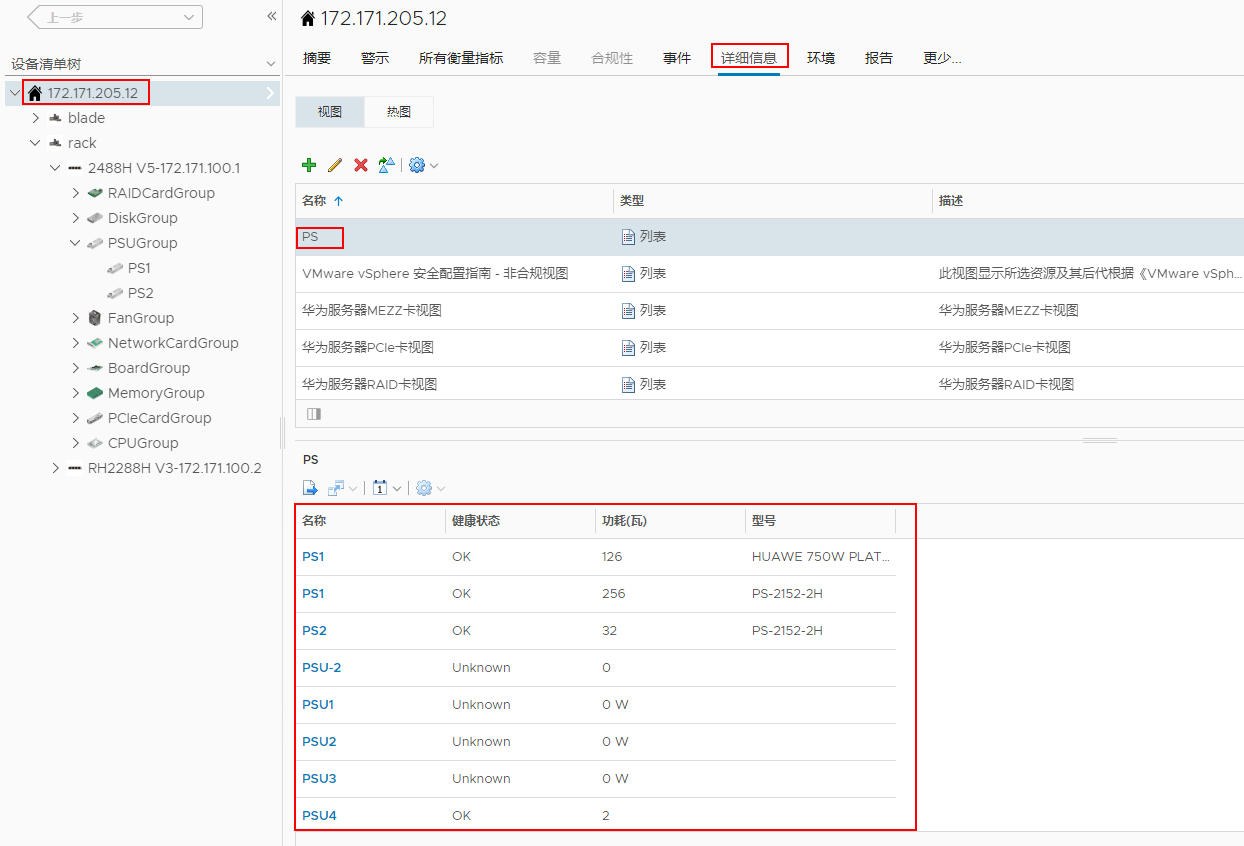 上一步
设备清单树
172.171.205.12
blade
rack
2488H V5-172.171.100.1
RAIDCardGroup
DiskGroup
PSUGroup
PS1
PS2
FanGroup
NetworkCardGroup
BoardGroup
MemoryGroup
PCIeCardGroup
CPUGroup
RH2288H V3-172.171.100.2
172.171.205.12
摘要 警示 所有衡量指标 容量 合规性 事件 详细信息 环境 报告 更少...
视图 热图
名称 类型 描述
PS 列表
VMware vSphere 安全配置指南 - 非合规视图 列表 此视图显示所选资源及其后代根据《VMware vSph...
华为服务器MEZZ卡视图 列表 华为服务器MEZZ卡视图
华为服务器PCIe卡视图 列表 华为服务器PCIe卡视图
华为服务器RAID卡视图 列表 华为服务器RAID卡视图
PS
1
名称 健康状态 功耗(瓦) 型号
PS1 OK 126 HUAWE 750W PLAT...
PS1 OK 256 PS-2152-2H
PS2 OK 32 PS-2152-2H
PSU-2 Unknown 0
PSU1 Unknown 0 W
PSU2 Unknown 0 W
PSU3 Unknown 0 W
PSU4 OK 2